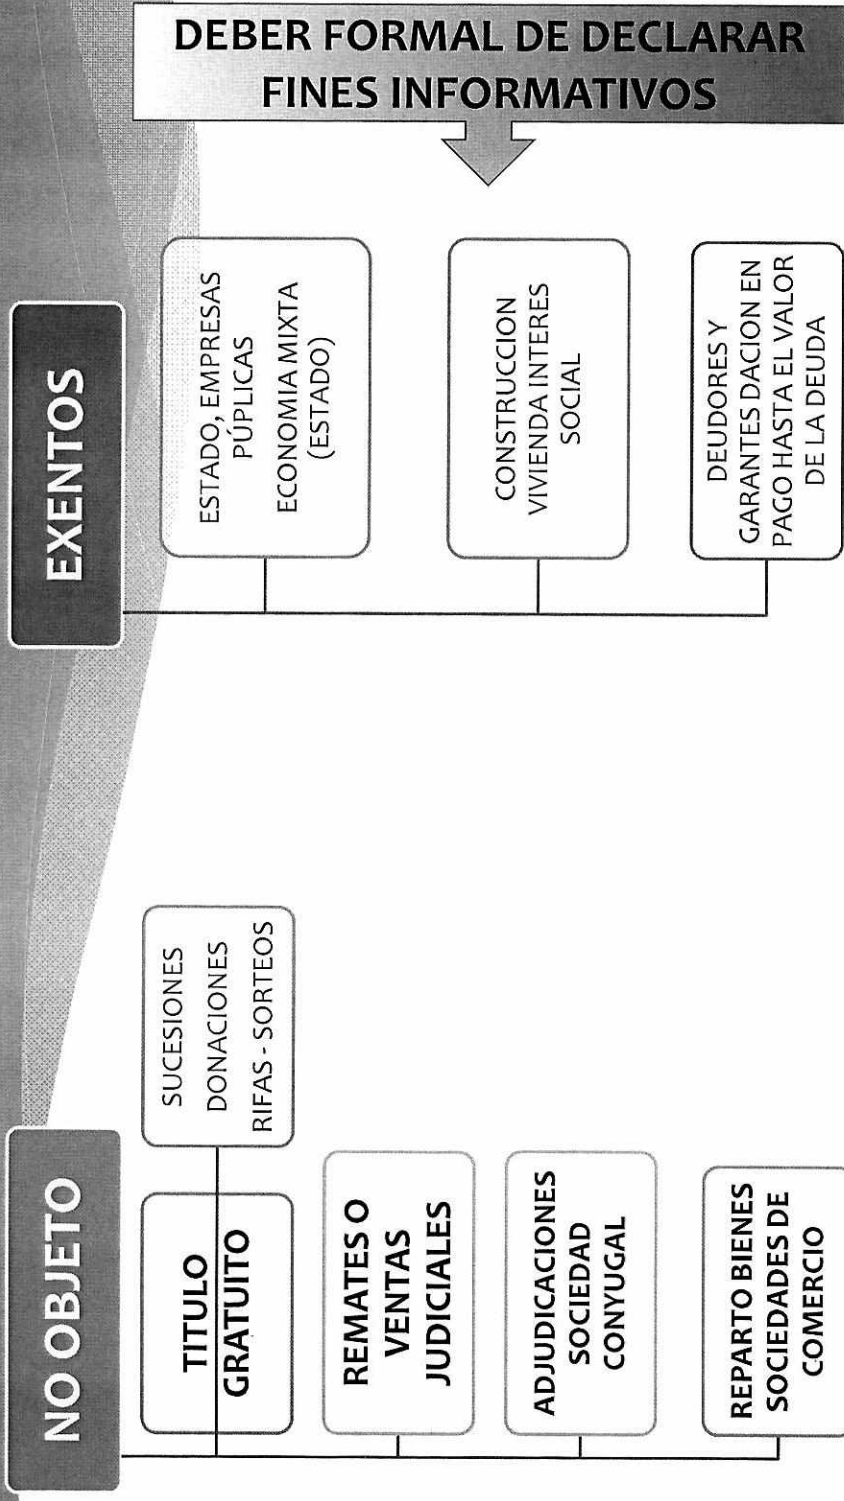 NO OBJETO
TITULO
GRATUITO
SUCESIONES
DONACIONES
RIFAS - SORTEOS
REMATES O
VENTAS
JUDICIALES
ADJUDICACIONES
SOCIEDAD
CONYUGAL
REPARTO BIENES
SOCIEDADES DE
COMERCIO
EXENTOS
ESTADO, EMPRESAS
PÚPLICAS
ECONOMIA MIXTA
(ESTADO)
CONSTRUCCION
VIVIENDA INTERES
SOCIAL
DEUDORES Y
GARANTES DACION EN
PAGO HASTA EL VALOR
DE LA DEUDA
DEBER FORMAL DE DECLARAR
FINES INFORMATIVOS